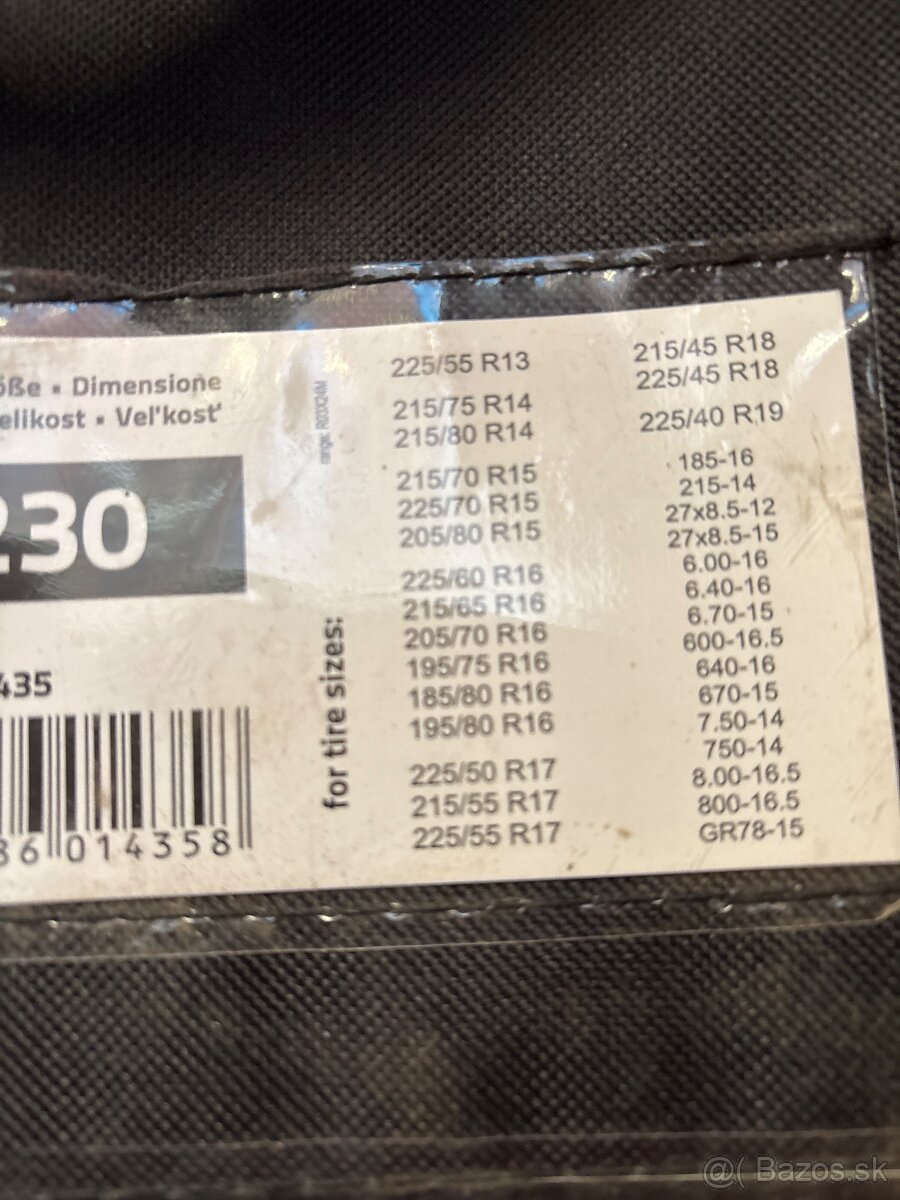 öße ▪ Dimensione
elikost ▪ Veľkosť
230
435
86 014358
for tire sizes:
225/55 R13
215/75 R14
215/80 R14
215/70 R15
225/70 R15
205/80 R15
225/60 R16
215/65 R16
205/70 R16
195/75 R16
185/80 R16
195/80 R16
225/50 R17
215/55 R17
225/55 R17
215/45 R18
225/45 R18
225/40 R19
185-16
215-14
27x8.5-12
27x8.5-15
6.00-16
6.40-16
6.70-15
600-16.5
640-16
670-15
7.50-14
750-14
8.00-16.5
800-16.5
GR78-15
@( Bazos.sk